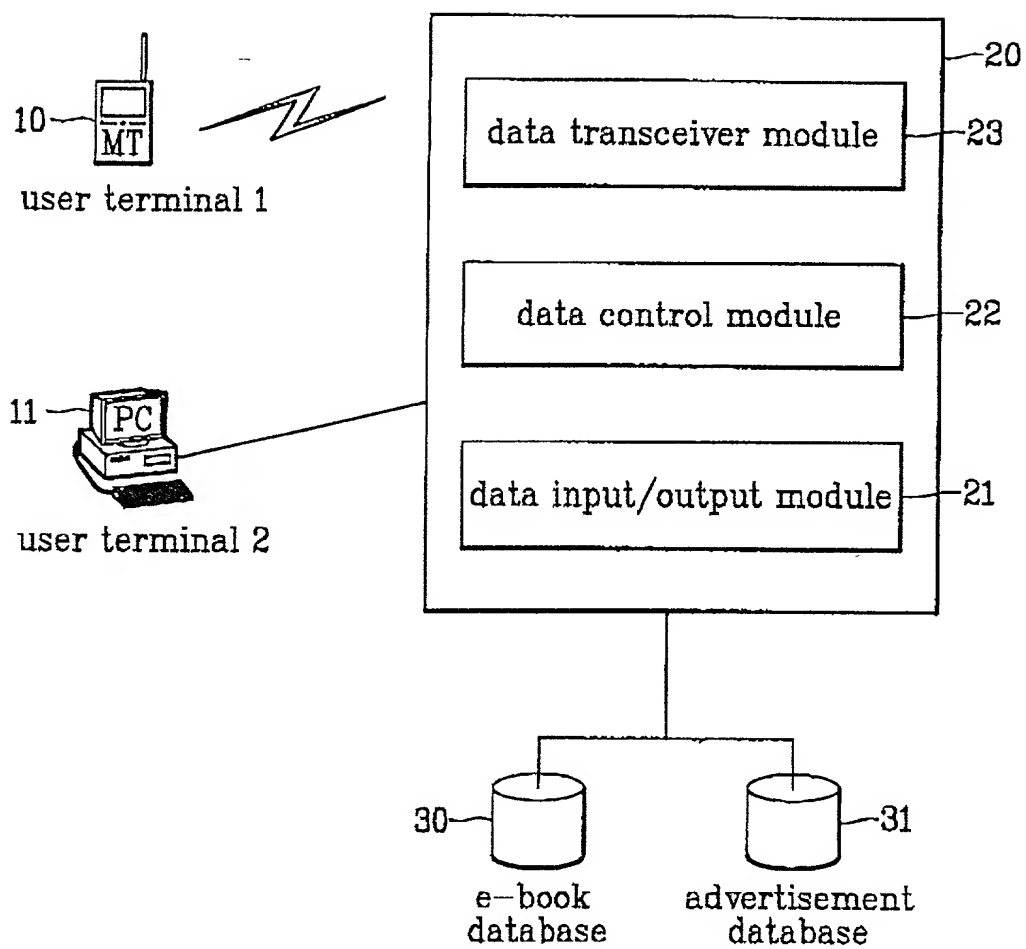 20
data transceiver module
23
10
MT
user terminal 1
data control module
22
11
PC
data input/output module
21
user terminal 2
30
31
e-book
database
advertisement
database